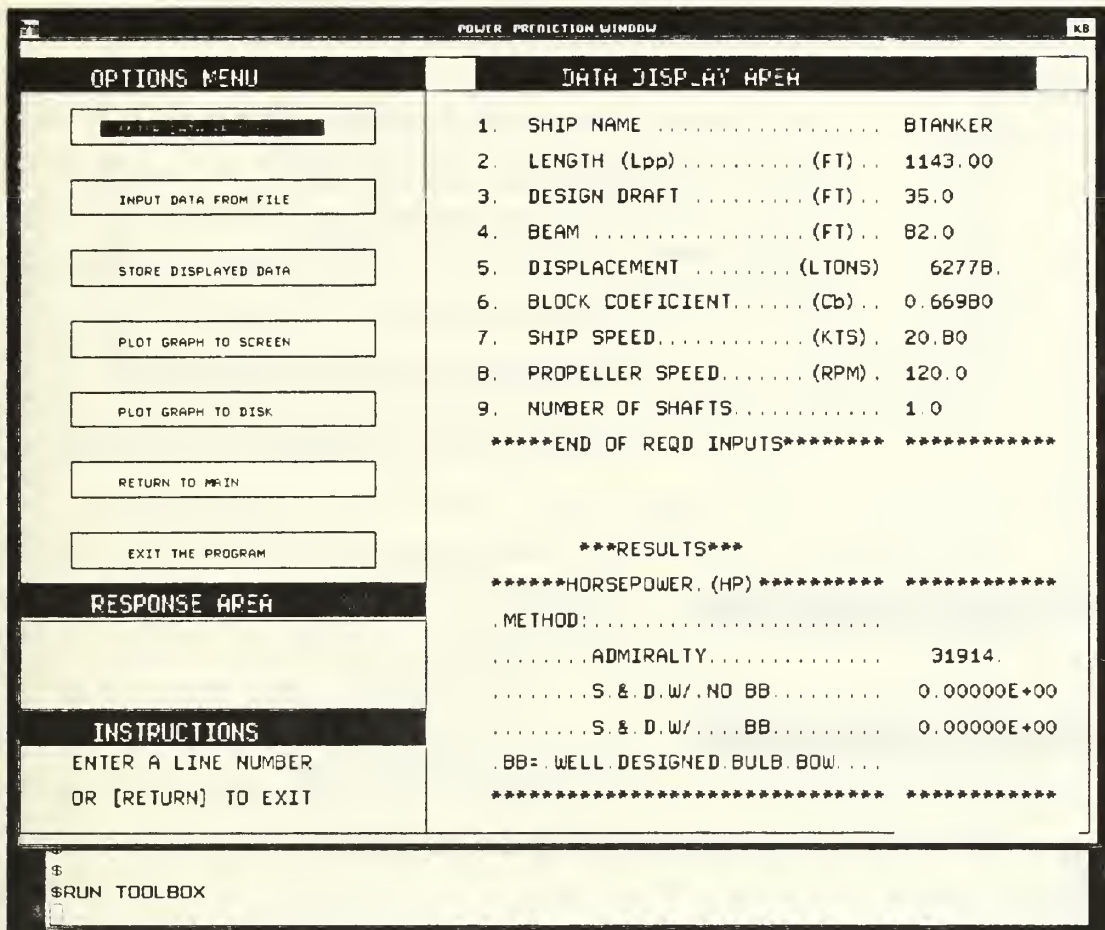 POWER PREDICTION WINDOW
KB
OPTIONS MENU
INPUT DATA FROM FILE
STORE DISPLAYED DATA
PLOT GRAPH TO SCREEN
PLOT GRAPH TO DISK
RETURN TO MAIN
EXIT THE PROGRAM
RESPONSE AREA
INSTRUCTIONS
ENTER A LINE NUMBER
OR [RETURN] TO EXIT
DATA DISPLAY AREA
1. SHIP NAME .................. BTANKER
2. LENGTH (Lpp) .......... (FT) .. 1143.00
3. DESIGN DRAFT ......... (FT) .. 35.0
4. BEAM ................. (FT) .. 82.0
5. DISPLACEMENT ........ (LTONS) 62778.
6. BLOCK COEFICIENT...... (Cb) .. 0.66980
7. SHIP SPEED............ (KTS) . 20.80
8. PROPELLER SPEED....... (RPM) . 120.0
9. NUMBER OF SHAFTS............ 1.0
*****END OF REQD INPUTS******** ************
***RESULTS***
******HORSEPOWER.(HP)********** ************
.METHOD:......................
........ADMIRALTY.............. 31914.
........S.&.D.W/.NO BB......... 0.00000E+00
........S.&.D.W/....BB......... 0.00000E+00
.BB=.WELL.DESIGNED.BULB.BOW....
******************************* ************
$
$
$RUN TOOLBOX